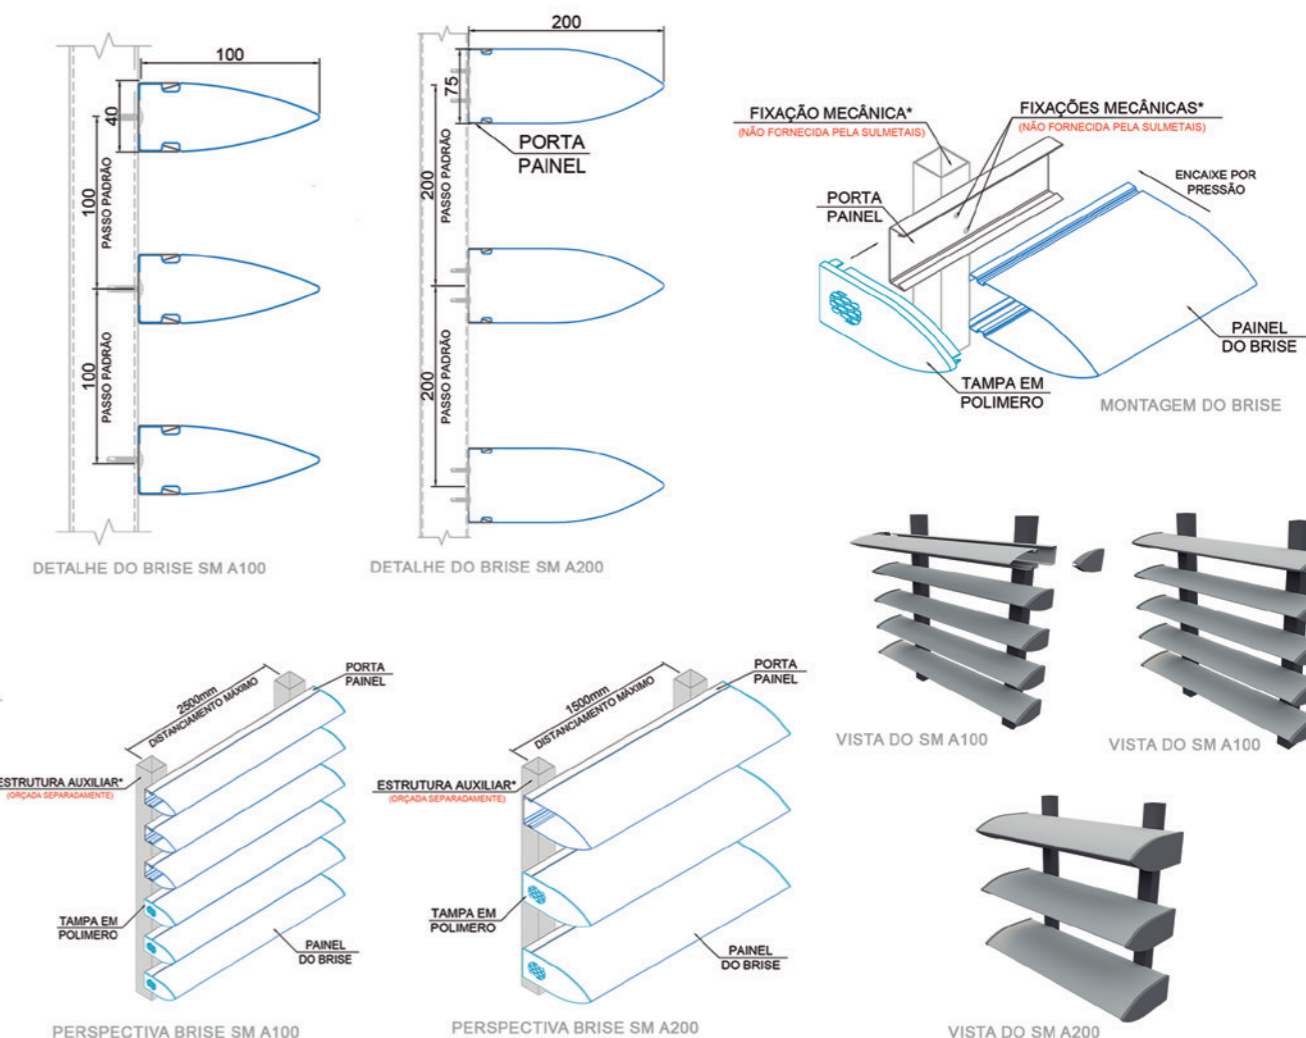 100
40
100
PASSO PADRÃO
100
PASSO PADRÃO
DETALHE DO BRISE SM A100
200
75
PORTA
PAINEL
200
PASSO PADRÃO
200
PASSO PADRÃO
DETALHE DO BRISE SM A200
FIXAÇÃO MECÂNICA*
(NÃO FORNECIDA PELA SULMETAIS)
FIXAÇÕES MECÂNICAS*
(NÃO FORNECIDA PELA SULMETAIS)
ENCAIXE POR
PRESSÃO
PORTA
PAINEL
PAINEL
DO BRISE
TAMPA EM
POLIMERO
MONTAGEM DO BRISE
VISTA DO SM A100
VISTA DO SM A100
2500mm
DISTANCIAMENTO MÁXIMO
PORTA
PAINEL
ESTRUTURA AUXILIAR*
(ORÇADA SEPARADAMENTE)
TAMPA EM
POLIMERO
PAINEL
DO BRISE
PERSPECTIVA BRISE SM A100
1500mm
DISTANCIAMENTO MÁXIMO
PORTA
PAINEL
ESTRUTURA AUXILIAR*
(ORÇADA SEPARADAMENTE)
TAMPA EM
POLIMERO
PAINEL
DO BRISE
PERSPECTIVA BRISE SM A200
VISTA DO SM A200